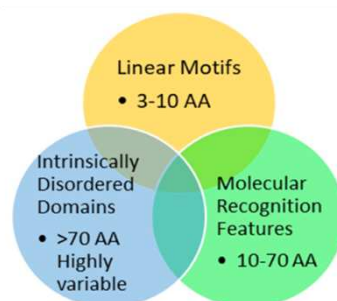 Linear Motifs
• 3-10 AA
Intrinsically
Disordered
Domains
• >70 AA
Highly
variable
Molecular
Recognition
Features
• 10-70 AA